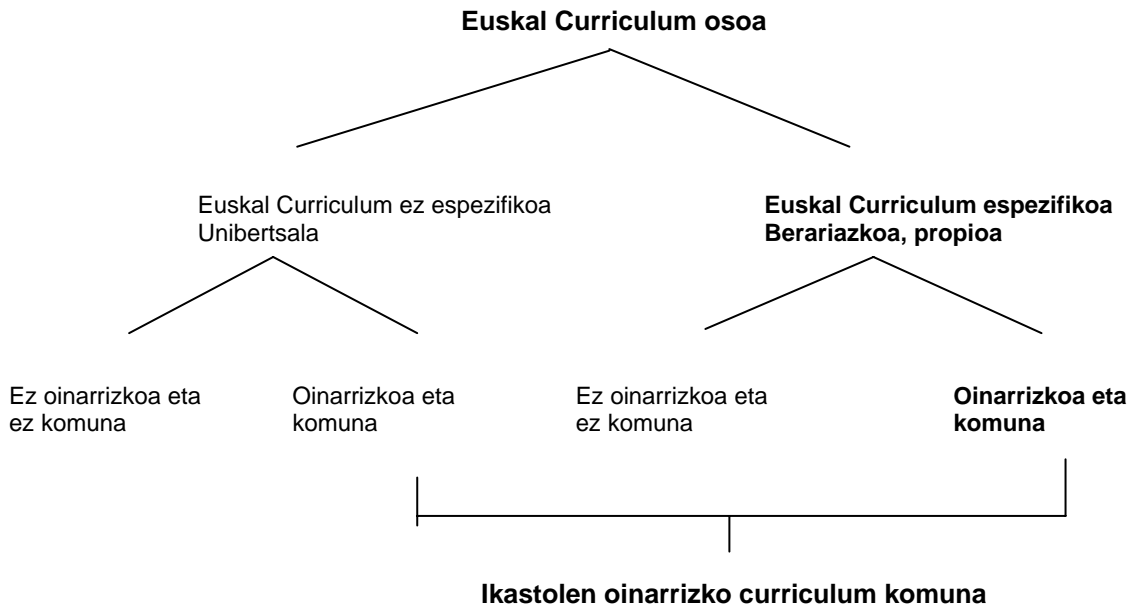 Euskal Curriculum osoa
Euskal Curriculum ez espezifikoa
Unibertsala
Euskal Curriculum espezifikoa
Berariazkoa, propioa
Ez oinarrizkoa eta
ez komuna
Oinarrizkoa eta
komuna
Ez oinarrizkoa eta
ez komuna
Oinarrizkoa eta
komuna
Ikastolen oinarrizko curriculum komuna